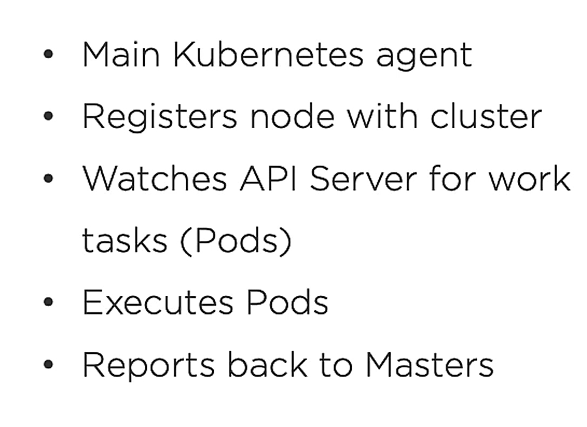 • Main Kubernetes agent
• Registers node with cluster
• Watches API Server for work
tasks (Pods)
• Executes Pods
• Reports back to Masters